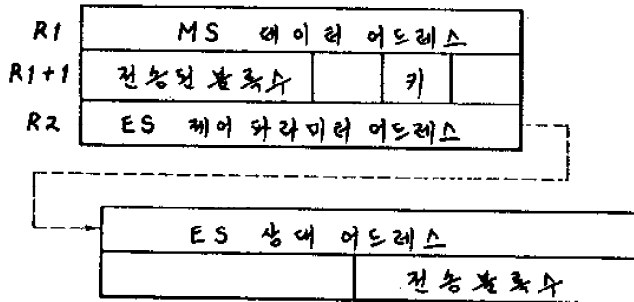 R1 MS 데이터 어드레스
R1+1 전송된 블록수 키
R2 ES 제어 파라미터 어드레스
ES 상대 어드레스
전송블록수